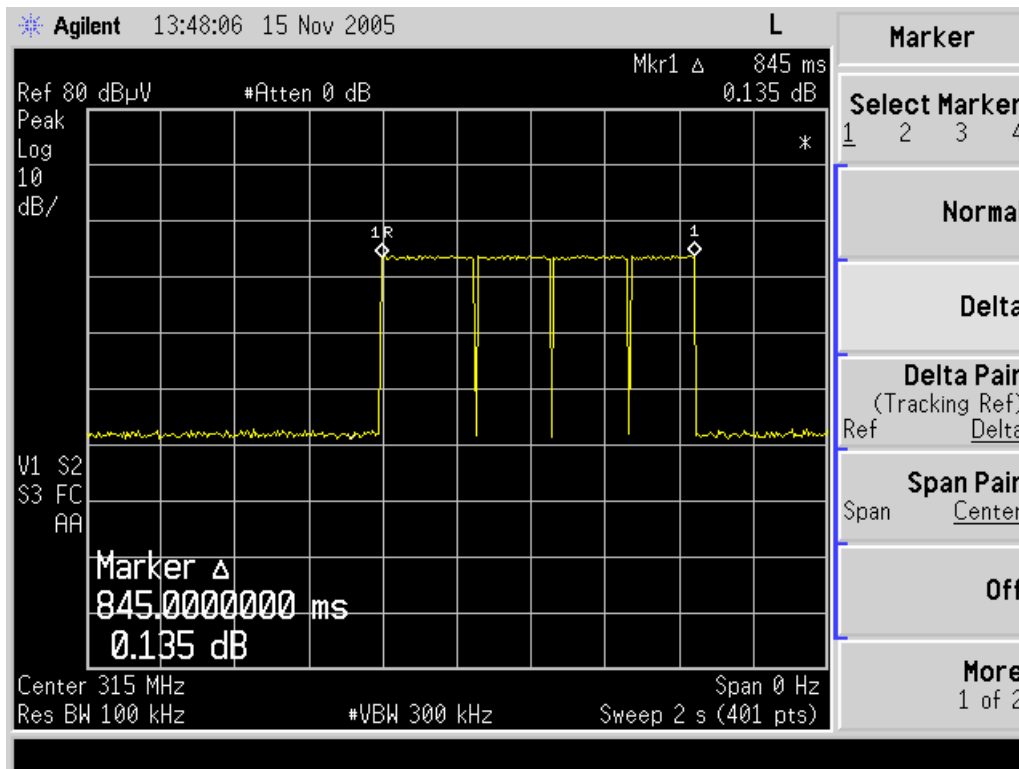 Agilent 13:48:06 15 Nov 2005 L
Mkr1 Δ 845 ms
Ref 80 dBµV #Atten 0 dB 0.135 dB
Peak
Log
10
dB/
*
1R 1
V1 S2
S3 FC
AA
Marker Δ
845.0000000 ms
0.135 dB
Center 315 MHz Span 0 Hz
Res BW 100 kHz #VBW 300 kHz Sweep 2 s (401 pts)
Marker
Select Marker
1 2 3 4
Normal
Delta
Delta Pair
(Tracking Ref)
Ref Delta
Span Pair
Span Center
Off
More
1 of 2